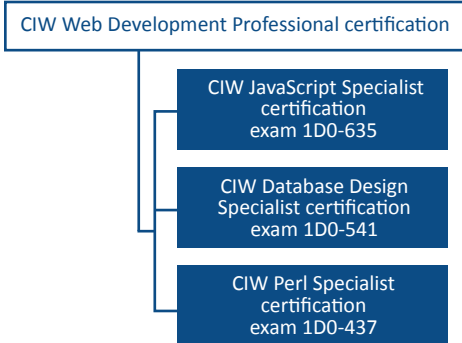 CIW Web Development Professional certification
CIW JavaScript Specialist
certification
exam 1D0-635
CIW Database Design
Specialist certification
exam 1D0-541
CIW Perl Specialist
certification
exam 1D0-437